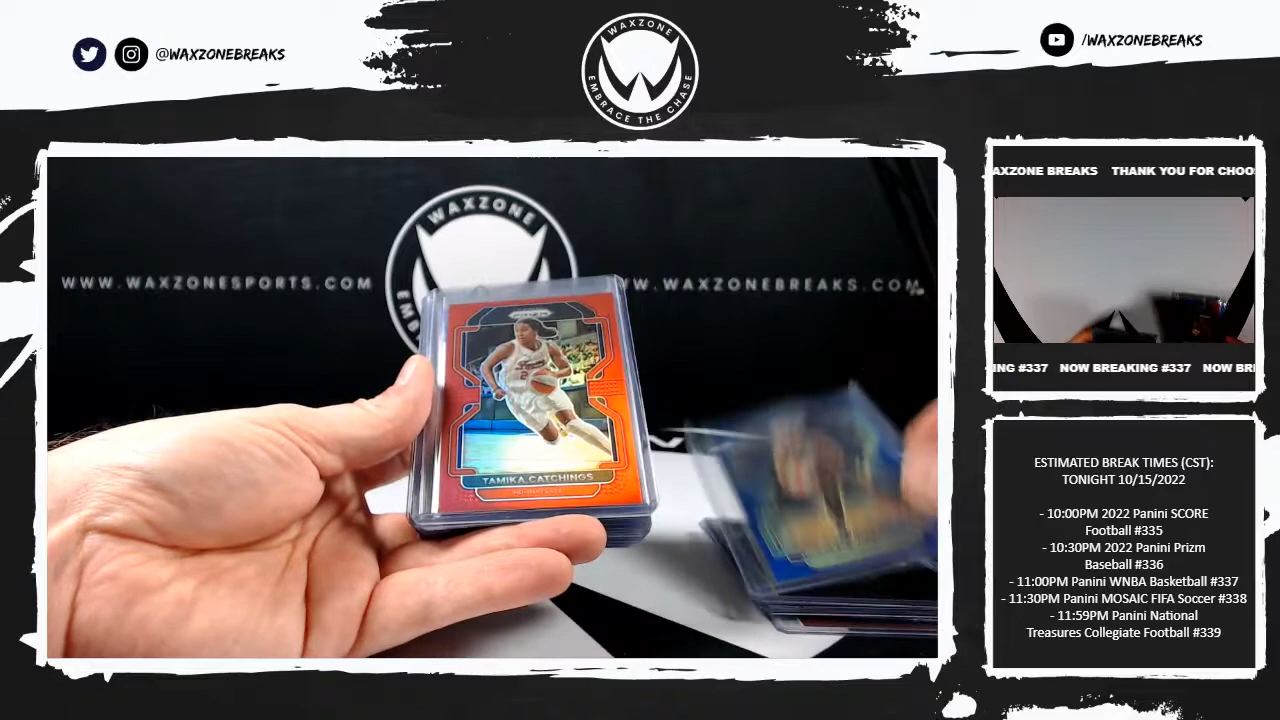 @WAXZONEBREAKS
WAXZONE
EMBRACE THE CHASE
/WAXZONEBREAKS
WAXZONE
WWW.WAXZONESPORTS.COM
W.WAXZONEBREAKS.COM
EMB
PRIZM
TAMIKA CATCHINGS
AXZONE BREAKS THANK YOU FOR CHOO
ING #337 NOW BREAKING #337 NOW BR
ESTIMATED BREAK TIMES (CST):
TONIGHT 10/15/2022
- 10:00PM 2022 Panini SCORE
Football #335
- 10:30PM 2022 Panini Prizm
Baseball #336
- 11:00PM Panini WNBA Basketball #337
- 11:30PM Panini MOSAIC FIFA Soccer #338
- 11:59PM Panini National
Treasures Collegiate Football #339